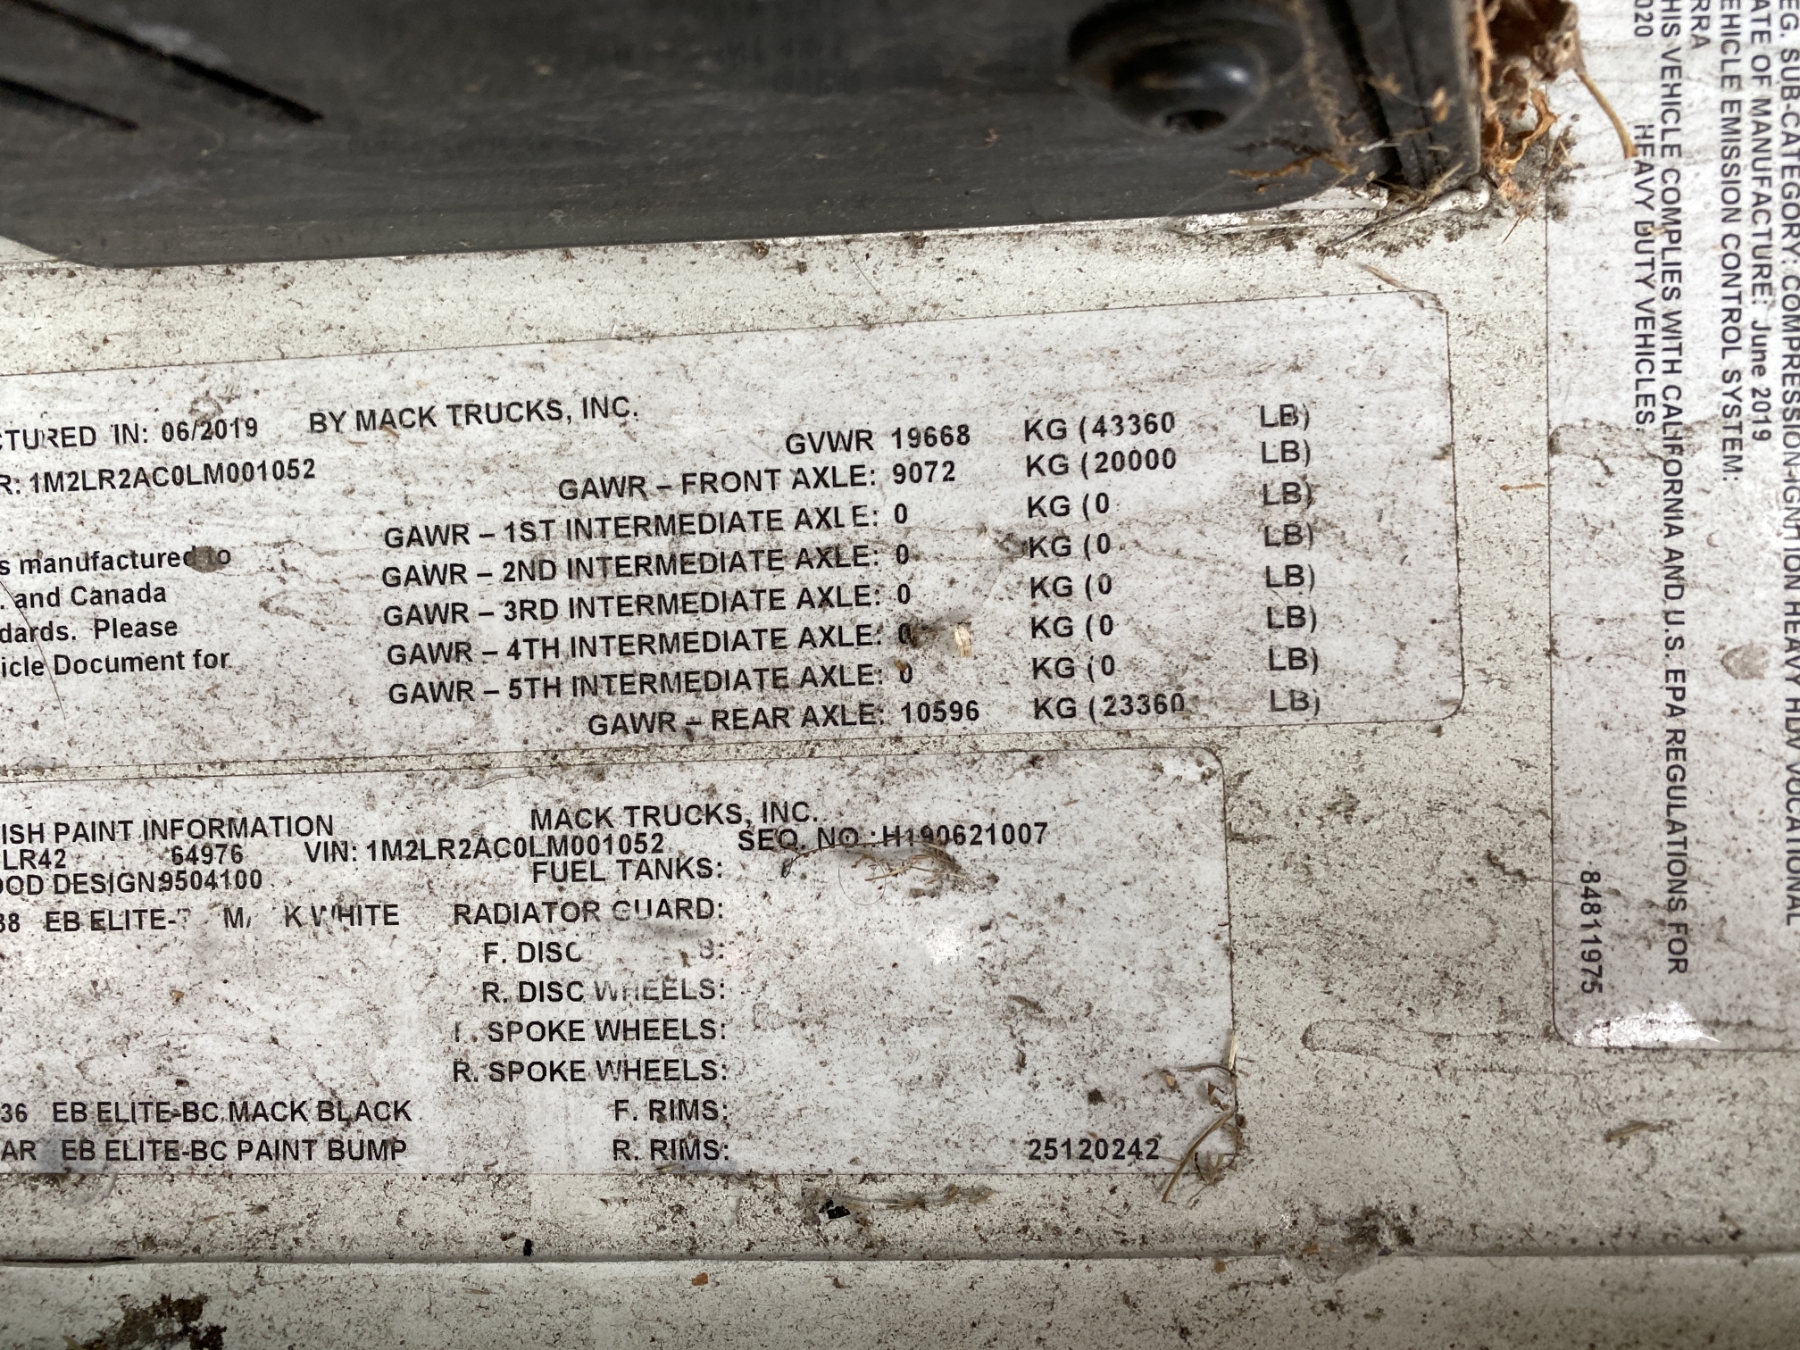 CTURED IN: 06/2019 BY MACK TRUCKS, INC.
R: 1M2LR2AC0LM001052
GVWR 19668 KG (43360 LB)
GAWR – FRONT AXLE: 9072 KG (20000 LB)
GAWR – 1ST INTERMEDIATE AXLE: 0 KG (0 LB)
GAWR – 2ND INTERMEDIATE AXLE: 0 KG (0 LB)
GAWR – 3RD INTERMEDIATE AXLE: 0 KG (0 LB)
GAWR – 4TH INTERMEDIATE AXLE: 0 KG (0 LB)
GAWR – 5TH INTERMEDIATE AXLE: 0 KG (0 LB)
GAWR – REAR AXLE: 10596 KG (23360 LB)
s manufactured to
. and Canada
dards. Please
icle Document for
ISH PAINT INFORMATION MACK TRUCKS, INC.
LR42 64976 VIN: 1M2LR2AC0LM001052 SEQ. NO.: H190621007
OOD DESIGN:9504100 FUEL TANKS:
38 EB ELITE- WHITE RADIATOR GUARD:
F. DISC
R. DISC WHEELS:
SPOKE WHEELS:
R. SPOKE WHEELS:
36 EB ELITE-BC MACK BLACK F. RIMS:
AR EB ELITE-BC PAINT BUMP R. RIMS: 25120242
EG. SUB-CATEGORY: COMPRESSION-IGNITION HEAVY HDV VOCATIONAL
ATE OF MANUFACTURE: June 2019
EHICLE EMISSION CONTROL SYSTEM:
RRA
HIS VEHICLE COMPLIES WITH CALIFORNIA AND U.S. EPA REGULATIONS FOR
020 HEAVY DUTY VEHICLES.
84811975